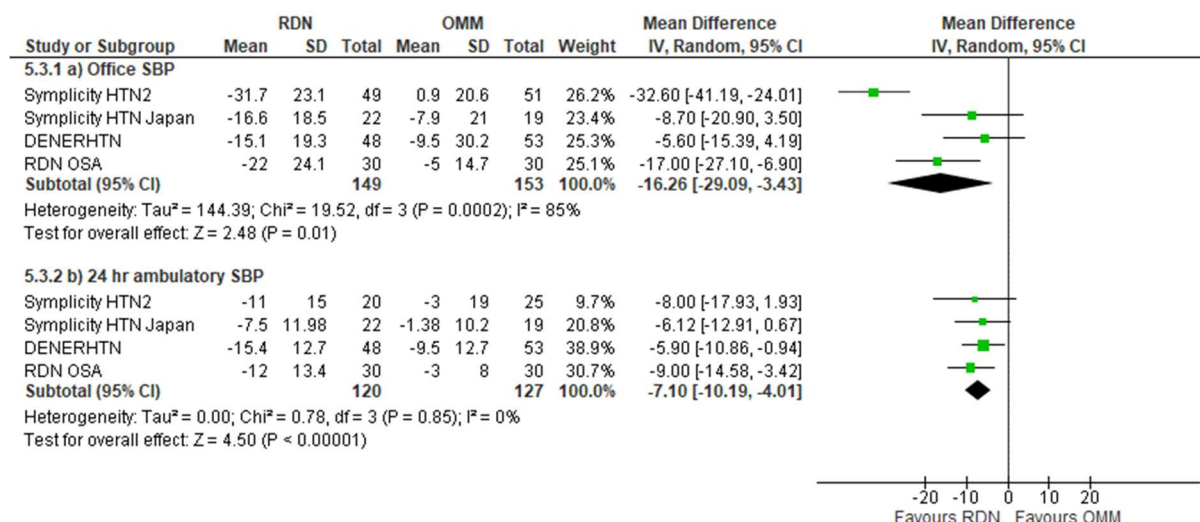 RDN OMM Mean Difference Mean Difference
Study or Subgroup Mean SD Total Mean SD Total Weight IV, Random, 95% CI IV, Random, 95% CI
5.3.1 a) Office SBP
Symplicity HTN2 -31.7 23.1 49 0.9 20.6 51 26.2% -32.60 [-41.19, -24.01]
Symplicity HTN Japan -16.6 18.5 22 -7.9 21 19 23.4% -8.70 [-20.90, 3.50]
DENERHTN -15.1 19.3 48 -9.5 30.2 53 25.3% -5.60 [-15.39, 4.19]
RDN OSA -22 24.1 30 -5 14.7 30 25.1% -17.00 [-27.10, -6.90]
Subtotal (95% CI) 149 153 100.0% -16.26 [-29.09, -3.43]
Heterogeneity: Tau² = 144.39; Chi² = 19.52, df = 3 (P = 0.0002); I² = 85%
Test for overall effect: Z = 2.48 (P = 0.01)
5.3.2 b) 24 hr ambulatory SBP
Symplicity HTN2 -11 15 20 -3 19 25 9.7% -8.00 [-17.93, 1.93]
Symplicity HTN Japan -7.5 11.98 22 -1.38 10.2 19 20.8% -6.12 [-12.91, 0.67]
DENERHTN -15.4 12.7 48 -9.5 12.7 53 38.9% -5.90 [-10.86, -0.94]
RDN OSA -12 13.4 30 -3 8 30 30.7% -9.00 [-14.58, -3.42]
Subtotal (95% CI) 120 127 100.0% -7.10 [-10.19, -4.01]
Heterogeneity: Tau² = 0.00; Chi² = 0.78, df = 3 (P = 0.85); I² = 0%
Test for overall effect: Z = 4.50 (P < 0.00001)
-20 -10 0 10 20
Favours RDN Favours OMM